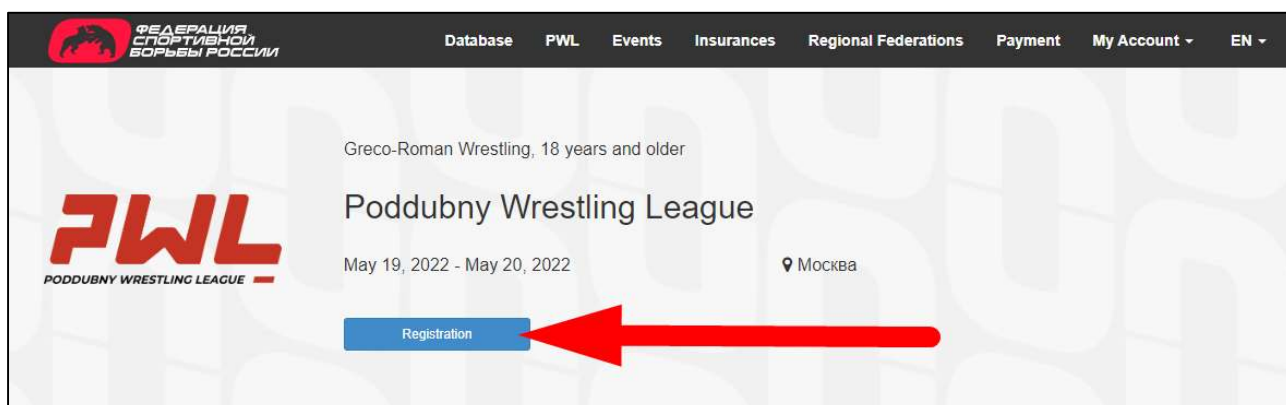 ФЕДЕРАЦИЯ
СПОРТИВНОЙ
БОРЬБЫ РОССИИ
Database PWL Events Insurances Regional Federations Payment My Account EN
Greco-Roman Wrestling, 18 years and older
Poddubny Wrestling League
May 19, 2022 - May 20, 2022 Москва
PWL
PODDUBNY WRESTLING LEAGUE
Registration